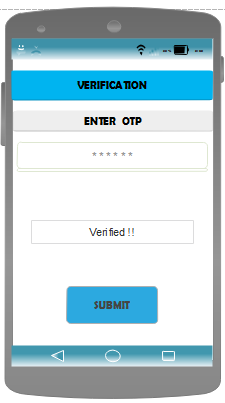 VERIFICATION
ENTER OTP
******
Verified !!
SUBMIT